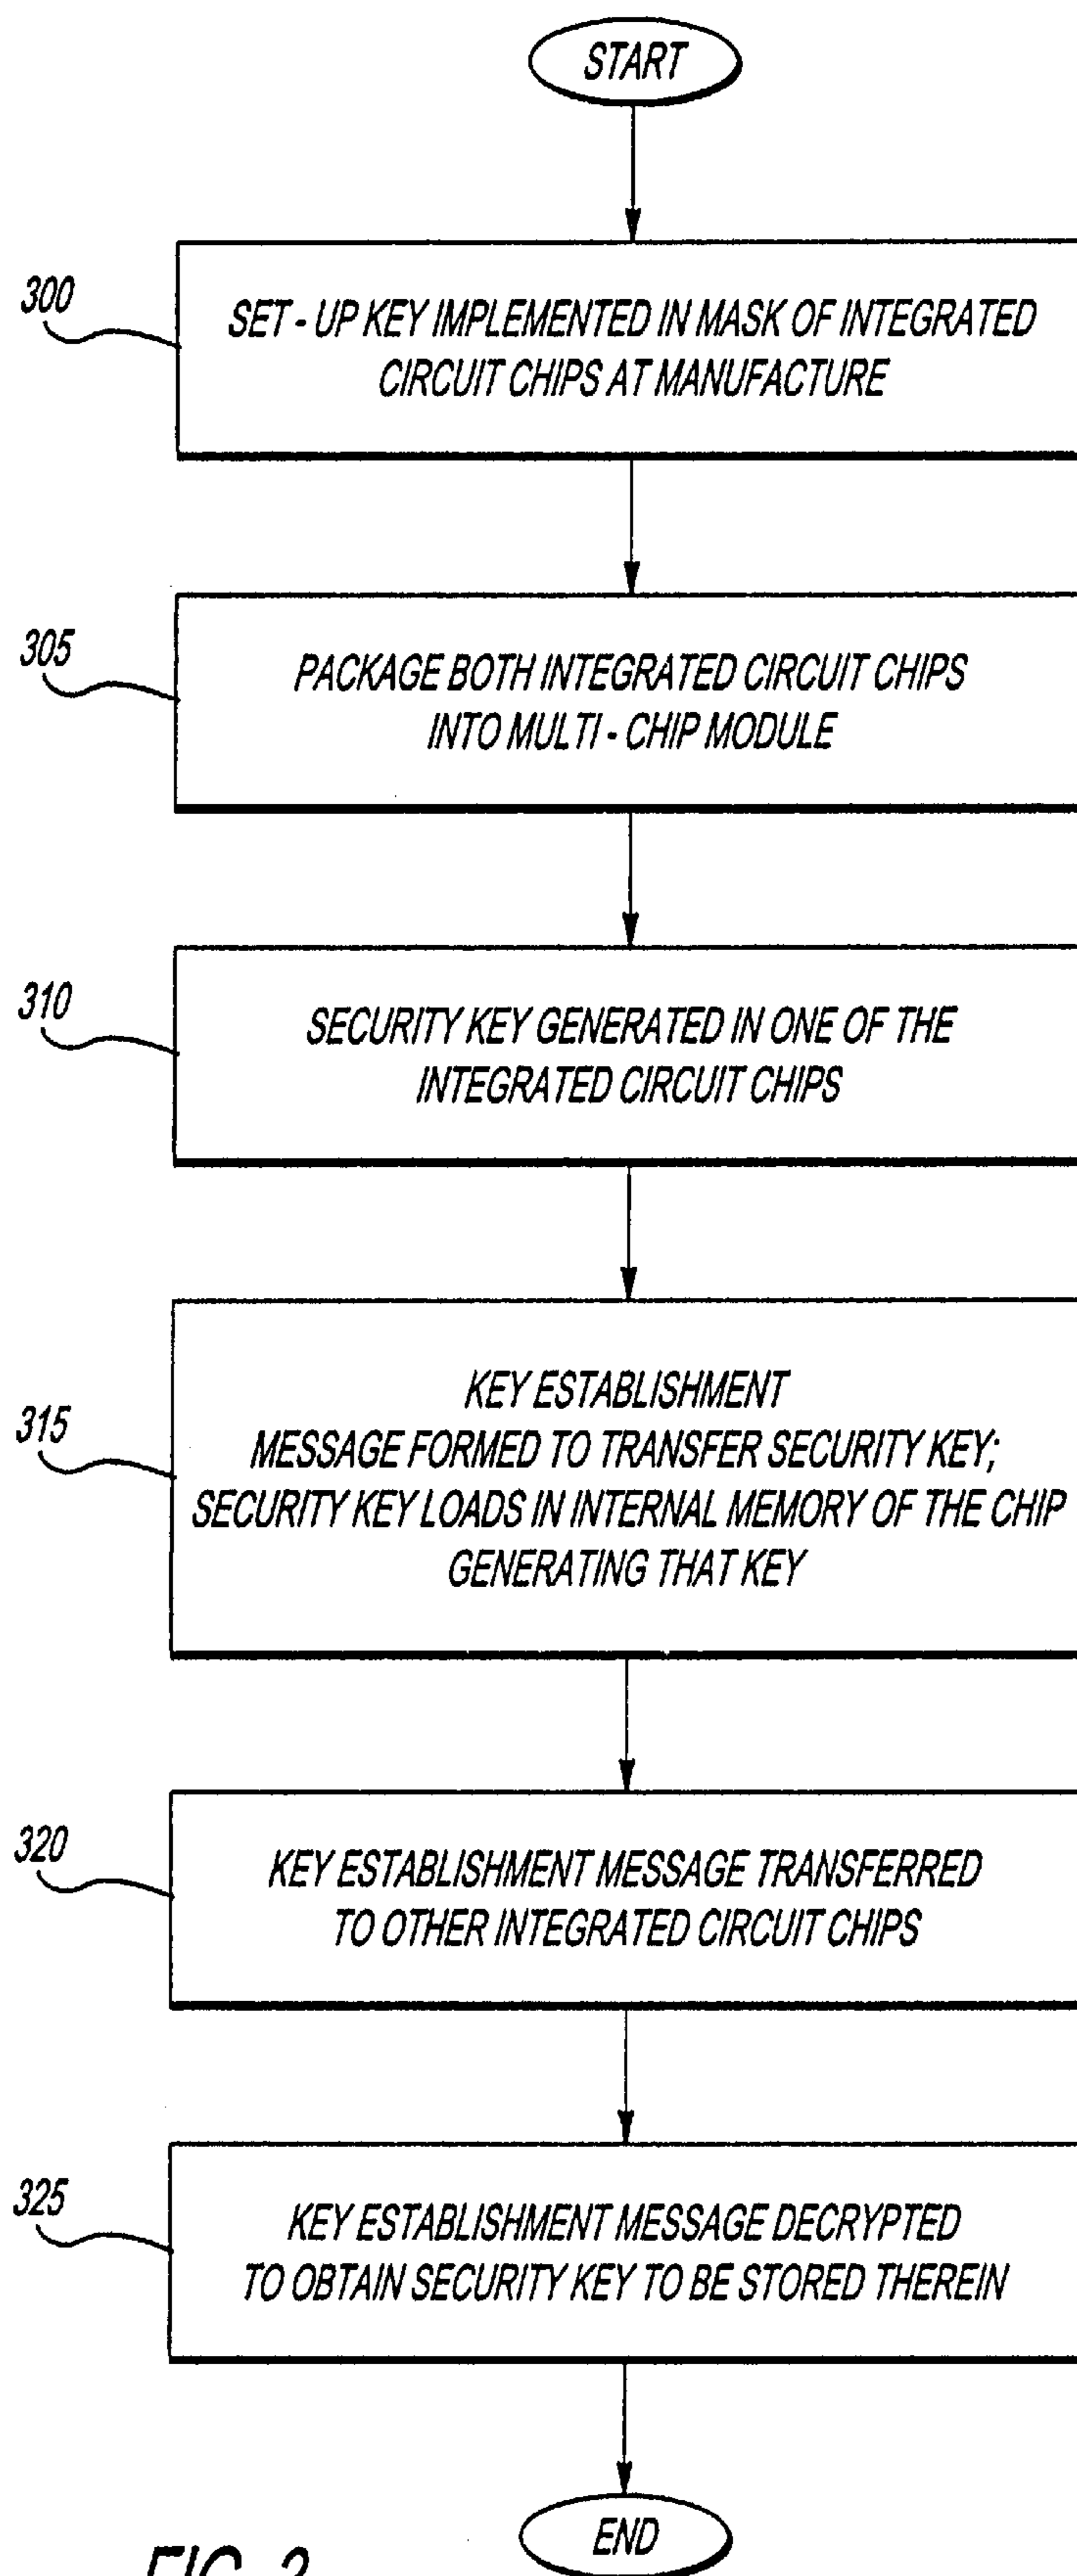 START
300
SET - UP KEY IMPLEMENTED IN MASK OF INTEGRATED
CIRCUIT CHIPS AT MANUFACTURE
305
PACKAGE BOTH INTEGRATED CIRCUIT CHIPS
INTO MULTI - CHIP MODULE
310
SECURITY KEY GENERATED IN ONE OF THE
INTEGRATED CIRCUIT CHIPS
315
KEY ESTABLISHMENT
MESSAGE FORMED TO TRANSFER SECURITY KEY;
SECURITY KEY LOADS IN INTERNAL MEMORY OF THE CHIP
GENERATING THAT KEY
320
KEY ESTABLISHMENT MESSAGE TRANSFERRED
TO OTHER INTEGRATED CIRCUIT CHIPS
325
KEY ESTABLISHMENT MESSAGE DECRYPTED
TO OBTAIN SECURITY KEY TO BE STORED THEREIN
END